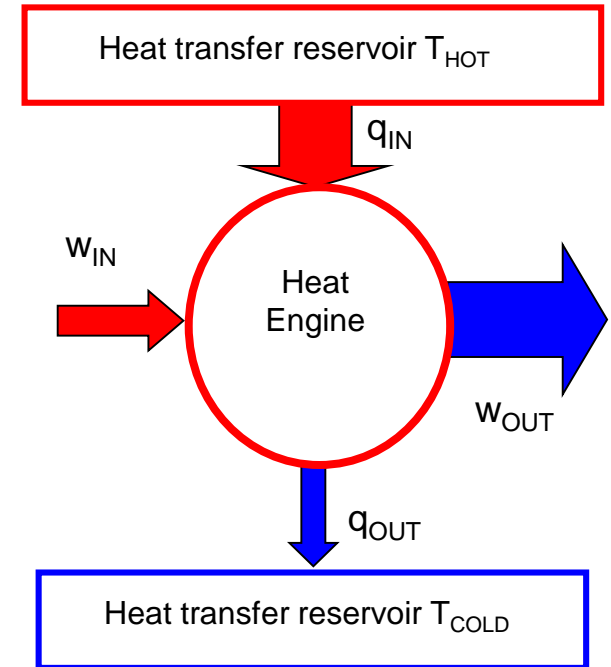 Heat transfer reservoir T_HOT
q_IN
w_IN
Heat
Engine
w_OUT
q_OUT
Heat transfer reservoir T_COLD